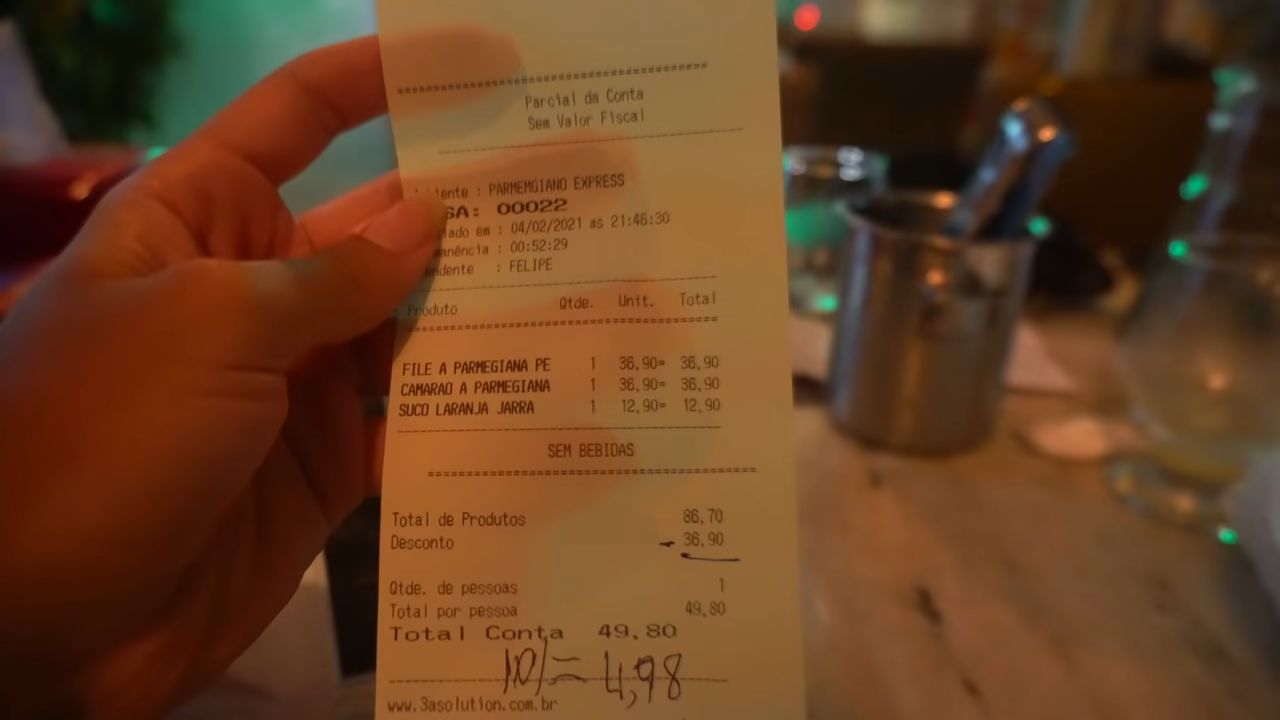 Parcial da Conta
Sem Valor Fiscal
: PARMEMGIANO EXPRESS
00022
em : 04/02/2021 as 21:46:30
: 00:52:29
: FELIPE
Produto Qtde. Unit. Total
FILE A PARMEGIANA PE 1 36,90= 36,90
CAMARAO A PARMEGIANA 1 36,90= 36,90
SUCO LARANJA JARRA 1 12,90= 12,90
SEM BEBIDAS
Total de Produtos 86,70
Desconto - 36,90
Qtde. de pessoas 1
Total por pessoa 49,80
Total Conta 49,80
10/= 4,98
www.3asolution.com.br